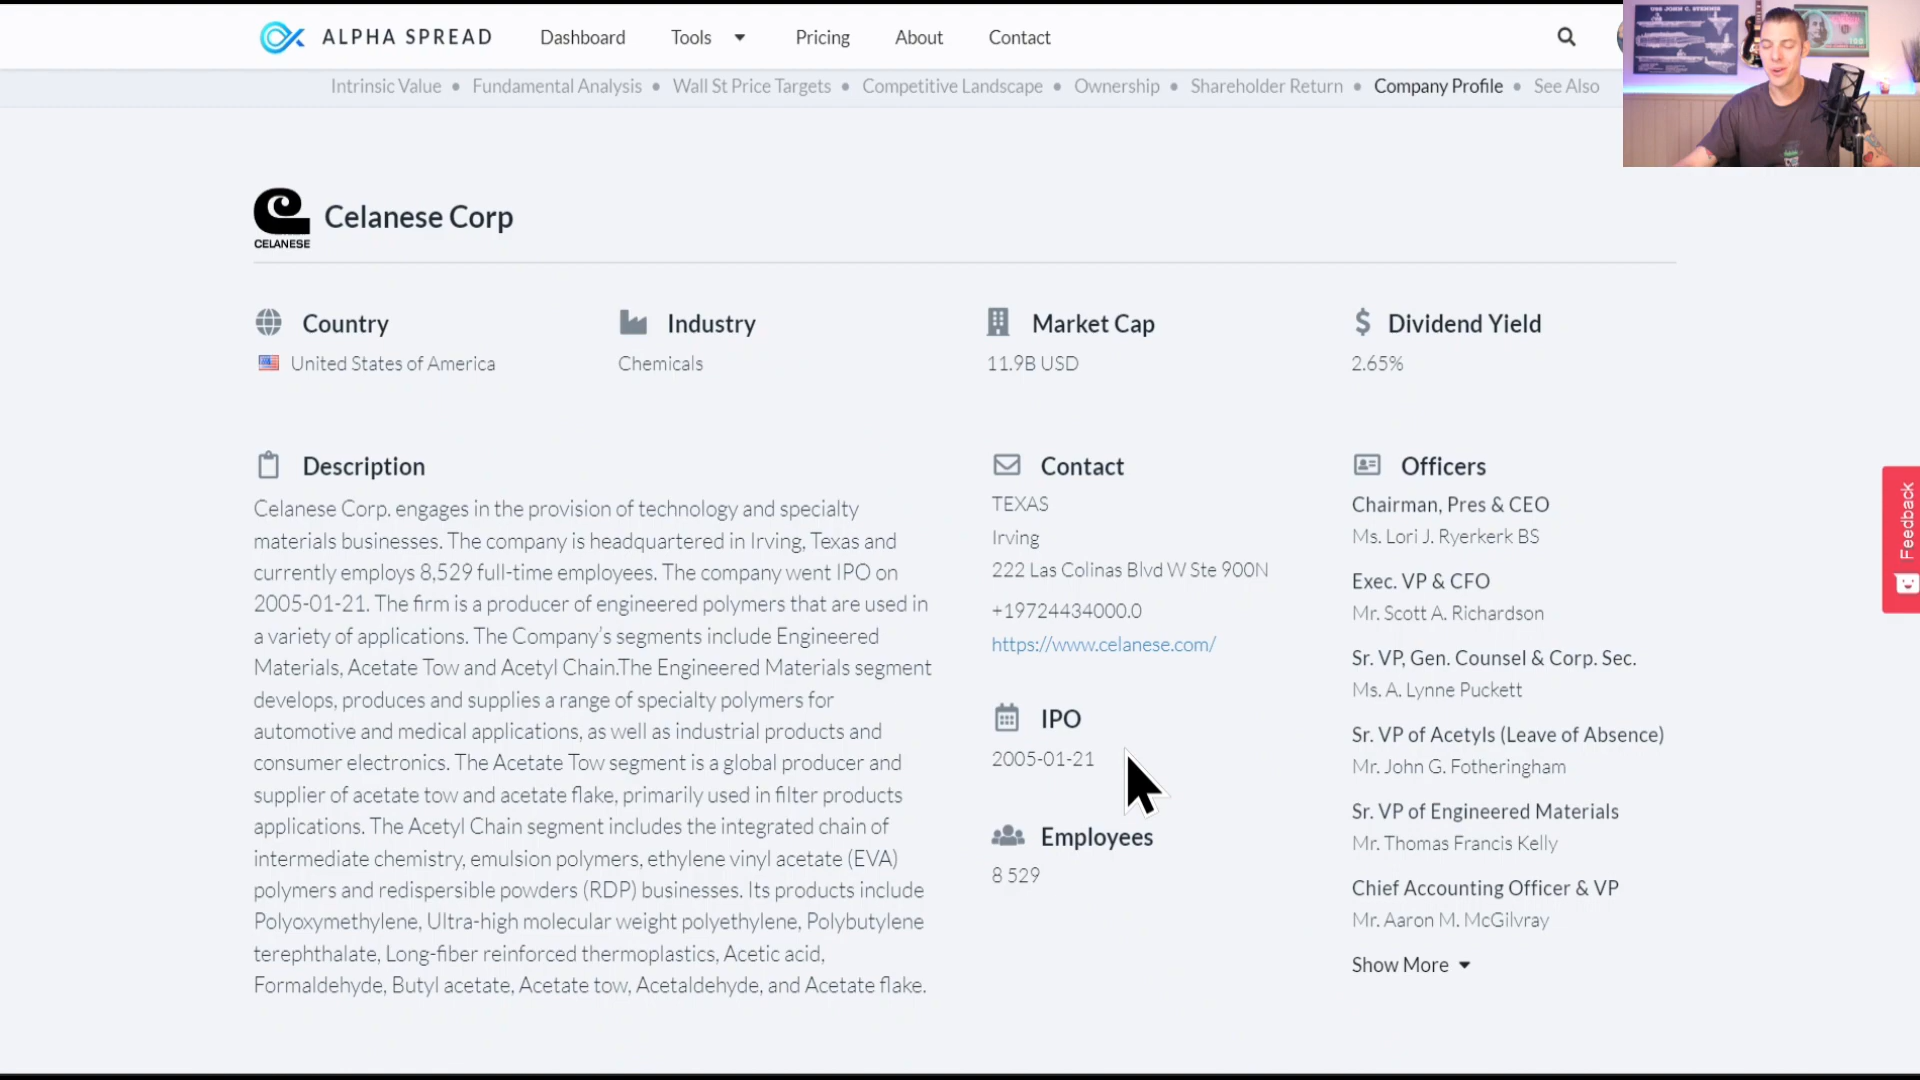 ALPHA SPREAD
Dashboard
Tools
Pricing
About
Contact
Intrinsic Value • Fundamental Analysis • Wall St Price Targets • Competitive Landscape • Ownership • Shareholder Return • Company Profile • See Also
USS JOHN C. STENNIS
100
CELANESE
Celanese Corp
Country
United States of America
Industry
Chemicals
Market Cap
11.9B USD
Dividend Yield
2.65%
Description
Celanese Corp. engages in the provision of technology and specialty
materials businesses. The company is headquartered in Irving, Texas and
currently employs 8,529 full-time employees. The company went IPO on
2005-01-21. The firm is a producer of engineered polymers that are used in
a variety of applications. The Company's segments include Engineered
Materials, Acetate Tow and Acetyl Chain.The Engineered Materials segment
develops, produces and supplies a range of specialty polymers for
automotive and medical applications, as well as industrial products and
consumer electronics. The Acetate Tow segment is a global producer and
supplier of acetate tow and acetate flake, primarily used in filter products
applications. The Acetyl Chain segment includes the integrated chain of
intermediate chemistry, emulsion polymers, ethylene vinyl acetate (EVA)
polymers and redispersible powders (RDP) businesses. Its products include
Polyoxymethylene, Ultra-high molecular weight polyethylene, Polybutylene
terephthalate, Long-fiber reinforced thermoplastics, Acetic acid,
Formaldehyde, Butyl acetate, Acetate tow, Acetaldehyde, and Acetate flake.
Contact
TEXAS
Irving
222 Las Colinas Blvd W Ste 900N
+19724434000.0
https://www.celanese.com/
IPO
2005-01-21
Employees
8 529
Officers
Chairman, Pres & CEO
Ms. Lori J. Ryerkerk BS
Exec. VP & CFO
Mr. Scott A. Richardson
Sr. VP, Gen. Counsel & Corp. Sec.
Ms. A. Lynne Puckett
Sr. VP of Acetyls (Leave of Absence)
Mr. John G. Fotheringham
Sr. VP of Engineered Materials
Mr. Thomas Francis Kelly
Chief Accounting Officer & VP
Mr. Aaron M. McGilvray
Show More
Feedback